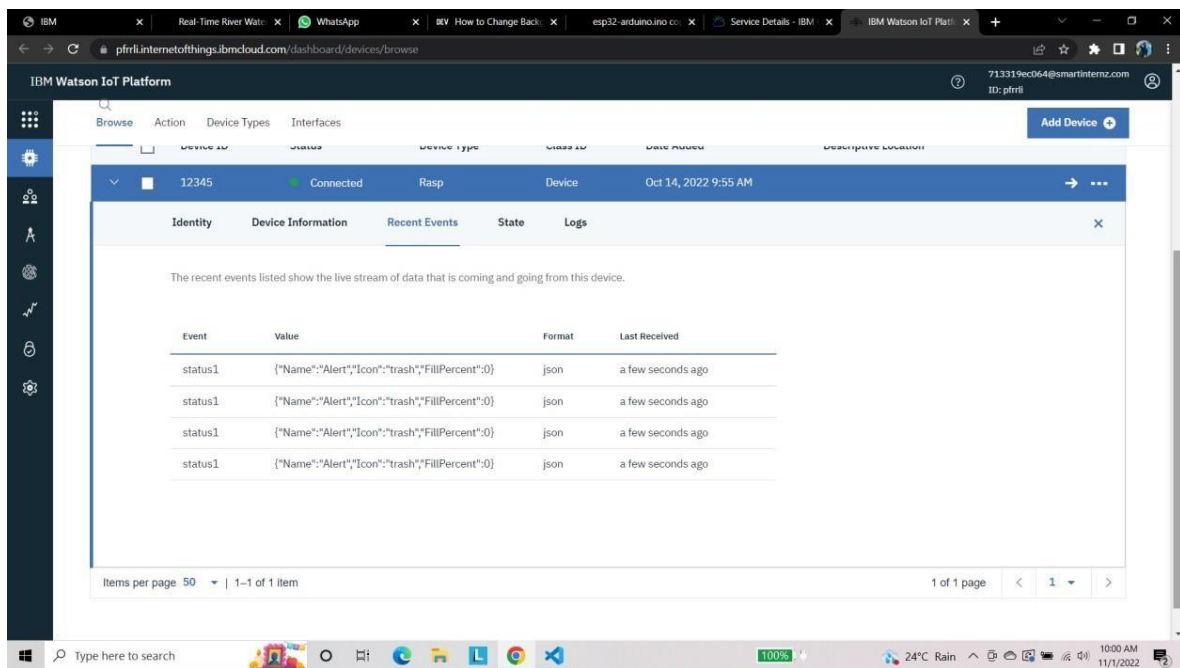 IBM
Real-Time River Wate
WhatsApp
DEV How to Change Back
esp32-arduino.ino co
Service Details - IBM
IBM Watson IoT Platf
pfrrli.internetofthings.ibmcloud.com/dashboard/devices/browse
IBM Watson IoT Platform
713319ec064@smartinternz.com
ID: pfrrli
Browse Action Device Types Interfaces
Add Device
Device ID Status Device Type Class ID Date Added Descriptive Location
12345 Connected Rasp Device Oct 14, 2022 9:55 AM
Identity Device Information Recent Events State Logs
The recent events listed show the live stream of data that is coming and going from this device.
Event Value Format Last Received
status1 {"Name":"Alert","Icon":"trash","FillPercent":0} json a few seconds ago
status1 {"Name":"Alert","Icon":"trash","FillPercent":0} json a few seconds ago
status1 {"Name":"Alert","Icon":"trash","FillPercent":0} json a few seconds ago
status1 {"Name":"Alert","Icon":"trash","FillPercent":0} json a few seconds ago
Items per page 50 | 1–1 of 1 item
1 of 1 page < 1 >
Type here to search
L
100%
24°C Rain
10:00 AM
11/1/2022
2